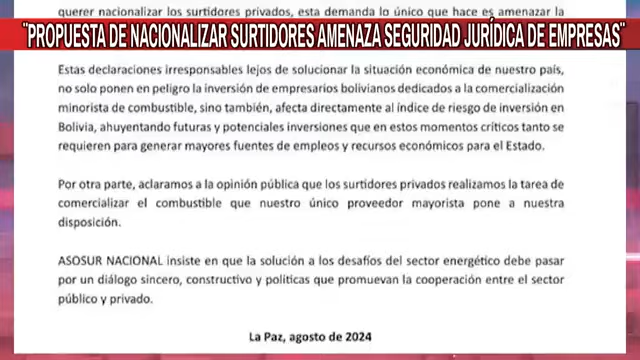 querer nacionalizar los surtidores privados, esta demanda lo único que hace es amenazar la
"PROPUESTA DE NACIONALIZAR SURTIDORES AMENAZA SEGURIDAD JURÍDICA DE EMPRESAS"
Estas declaraciones irresponsables lejos de solucionar la situación económica de nuestro país,
no solo ponen en peligro la inversión de empresarios bolivianos dedicados a la comercialización
minorista de combustible, sino también, afecta directamente al índice de riesgo de inversión en
Bolivia, ahuyentando futuras y potenciales inversiones que en estos momentos críticos tanto se
requieren para generar mayores fuentes de empleos y recursos económicos para el Estado.
Por otra parte, aclaramos a la opinión pública que los surtidores privados realizamos la tarea de
comercializar el combustible que nuestro único proveedor mayorista pone a nuestra
disposición.
ASOSUR NACIONAL insiste en que la solución a los desafíos del sector energético debe pasar
por un diálogo sincero, constructivo y políticas que promuevan la cooperación entre el sector
público y privado.
La Paz, agosto de 2024